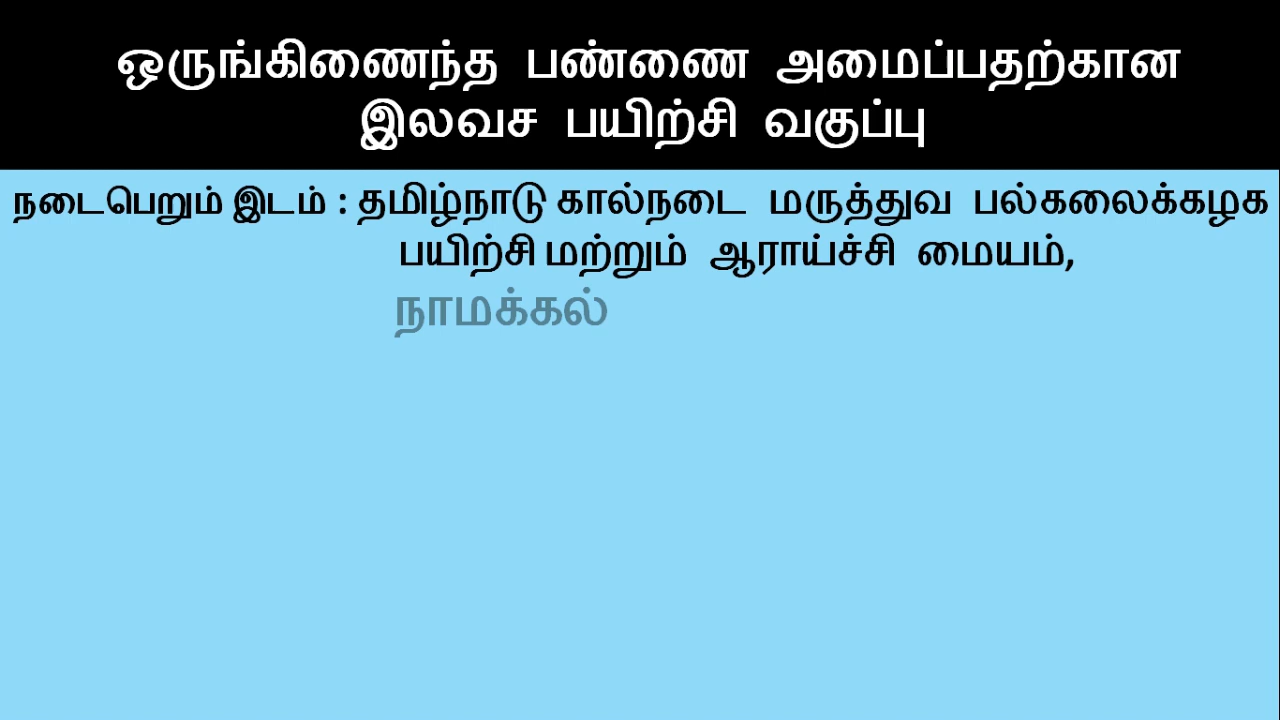 ஒருங்கிணைந்த பண்ணை அமைப்பதற்கான
இலவச பயிற்சி வகுப்பு
நடைபெறும் இடம் : தமிழ்நாடு கால்நடை மருத்துவ பல்கலைக்கழக
பயிற்சி மற்றும் ஆராய்ச்சி மையம்,
நாமக்கல்